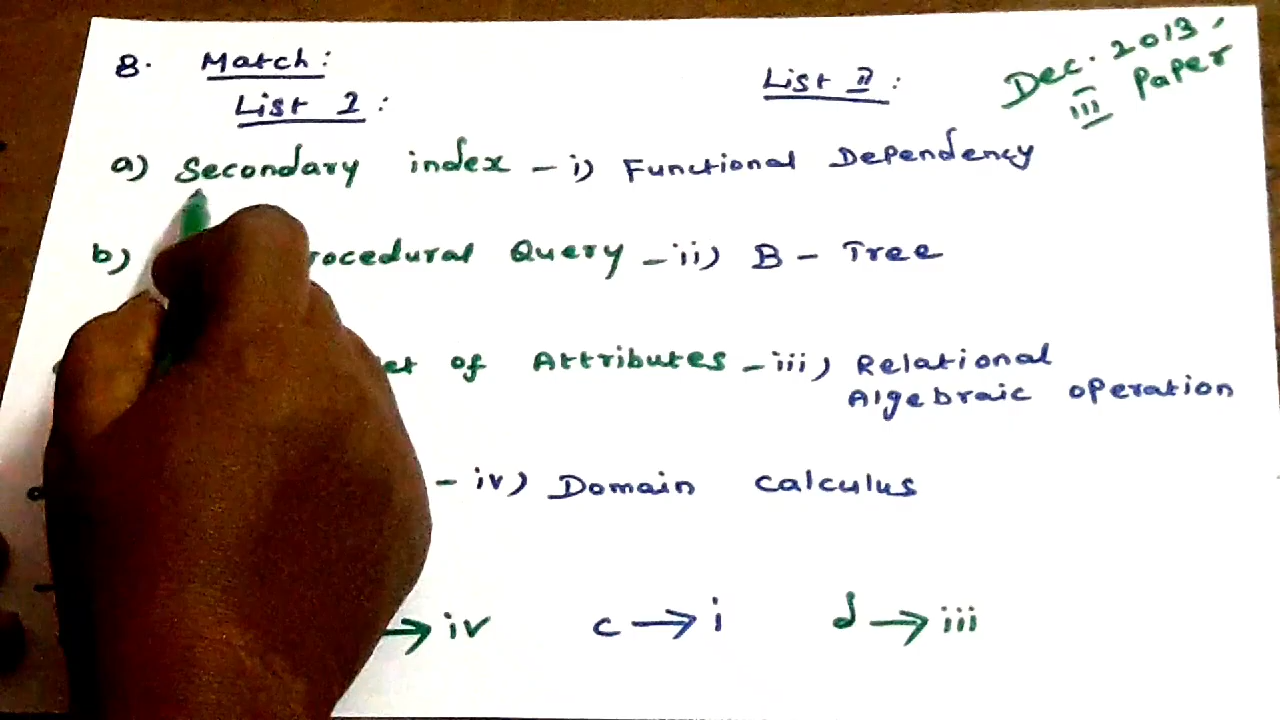 8. Match:
List I :
List II :
Dec. 2013,
III Paper
a) Secondary index - i) Functional Dependency
b) Procedural Query - ii) B - Tree
of Attributes - iii) Relational
Algebraic operation
- iv) Domain calculus
→ iv c → i d → iii